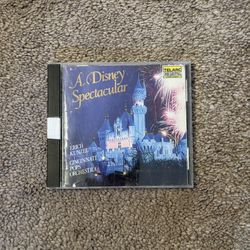 TELARC
A Disney
Spectacular
ERICH
KUNZEL
CINCINNATI
POPS
ORCHESTRA